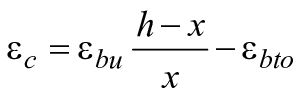 ε_c = ε_bu (h − x)/x − ε_bto